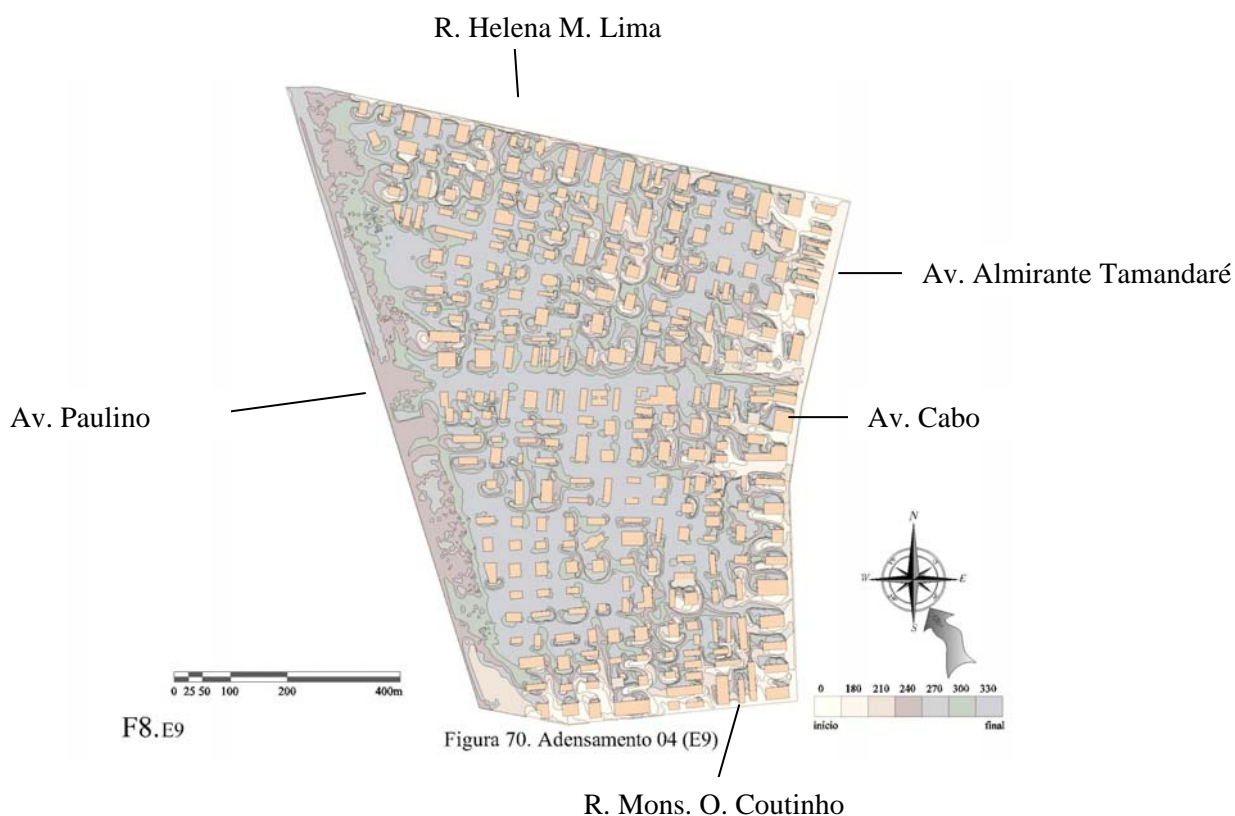 R. Helena M. Lima
Av. Almirante Tamandaré
Av. Paulino
Av. Cabo
N
W
E
S
0 25 50 100 200 400m
0 180 210 240 270 300 330
início final
F8.E9
Figura 70. Adensamento 04 (E9)
R. Mons. O. Coutinho